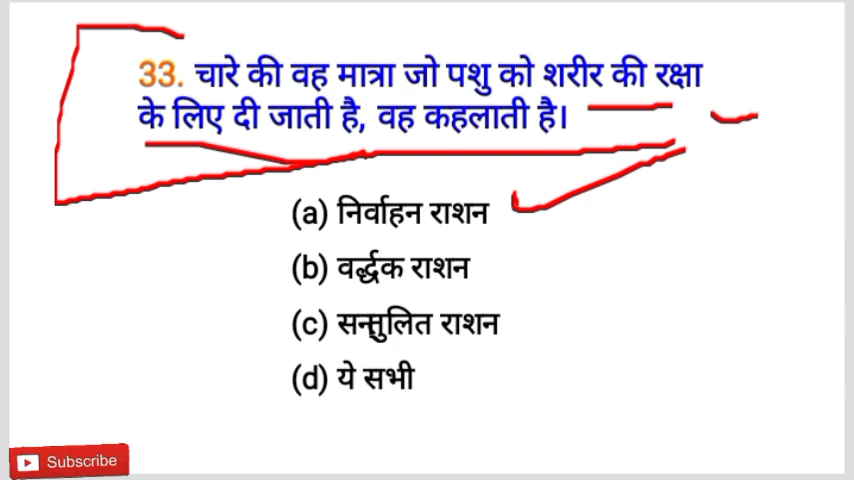 33. चारे की वह मात्रा जो पशु को शरीर की रक्षा
के लिए दी जाती है, वह कहलाती है।
(a) निर्वाहन राशन
(b) वर्द्धक राशन
(c) सन्तुलित राशन
(d) ये सभी
Subscribe